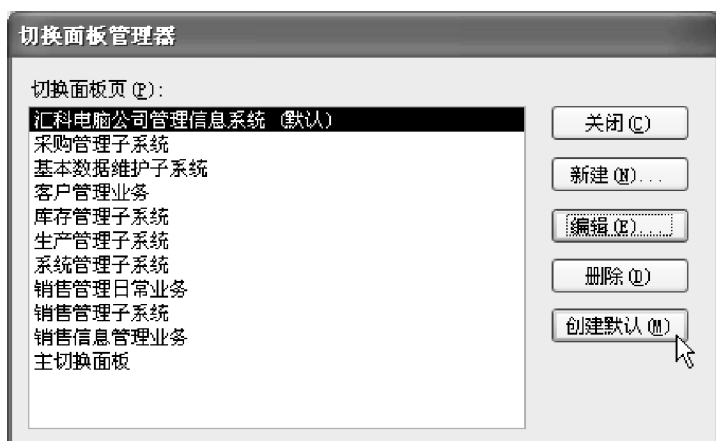 切换面板管理器
切换面板页(P):
汇科电脑公司管理信息系统 (默认)
采购管理子系统
基本数据维护子系统
客户管理业务
库存管理子系统
生产管理子系统
系统管理子系统
销售管理日常业务
销售管理子系统
销售信息管理业务
主切换面板
关闭(C)
新建(N)...
编辑(E)...
删除(D)
创建默认(M)